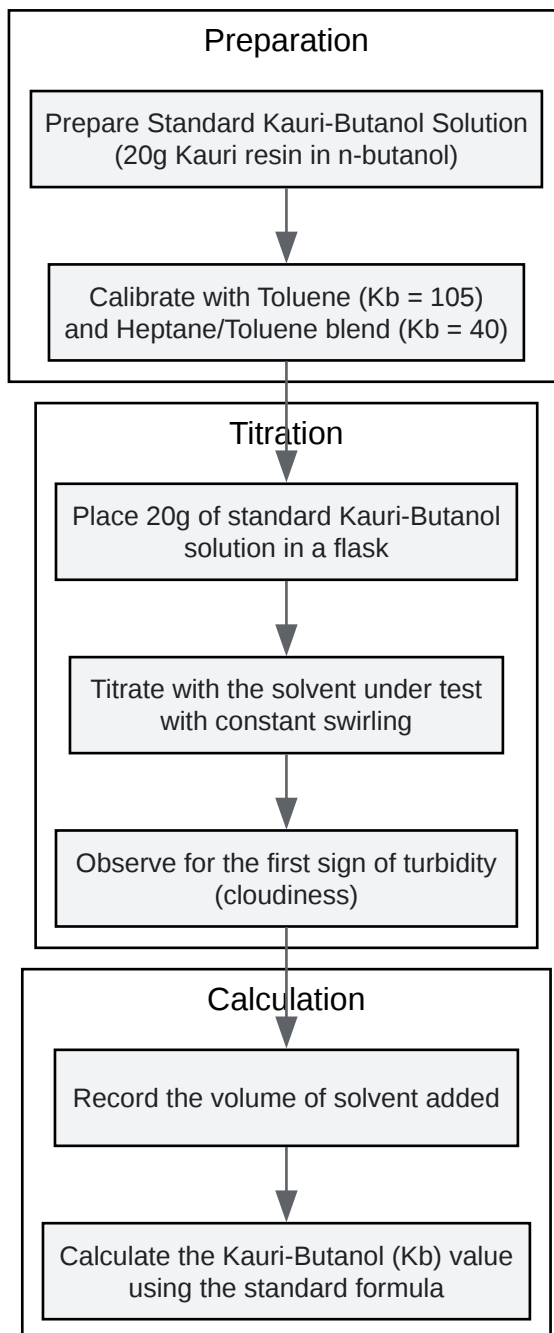 Preparation
Prepare Standard Kauri-Butanol Solution
(20g Kauri resin in n-butanol)
Calibrate with Toluene (Kb = 105)
and Heptane/Toluene blend (Kb = 40)
Titration
Place 20g of standard Kauri-Butanol
solution in a flask
Titrate with the solvent under test
with constant swirling
Observe for the first sign of turbidity
(cloudiness)
Calculation
Record the volume of solvent added
Calculate the Kauri-Butanol (Kb) value
using the standard formula